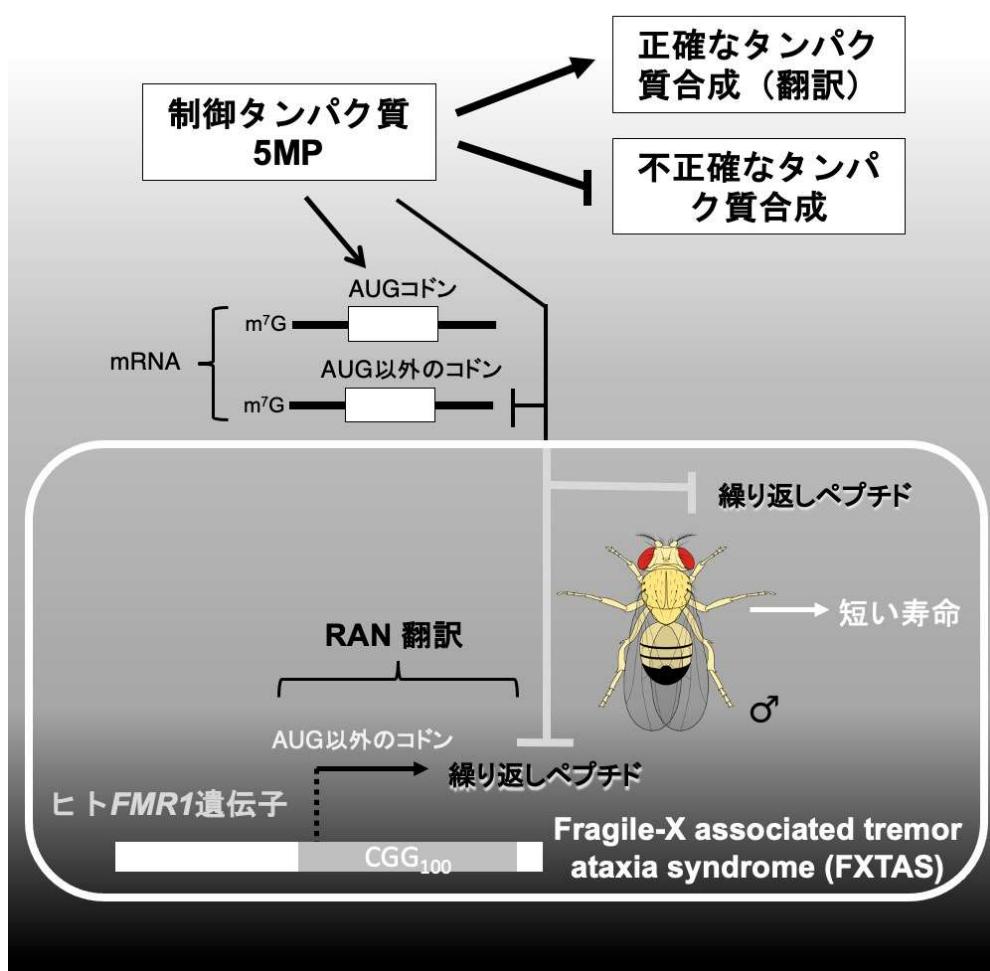 正確なタンパク
質合成（翻訳）
制御タンパク質
5MP
不正確なタンパ
ク質合成
AUGコドン
m⁷G
mRNA
AUG以外のコドン
m⁷G
繰り返しペプチド
短い寿命
RAN 翻訳
♂
AUG以外のコドン
繰り返しペプチド
ヒトFMR1遺伝子
CGG₁₀₀
Fragile-X associated tremor
ataxia syndrome (FXTAS)